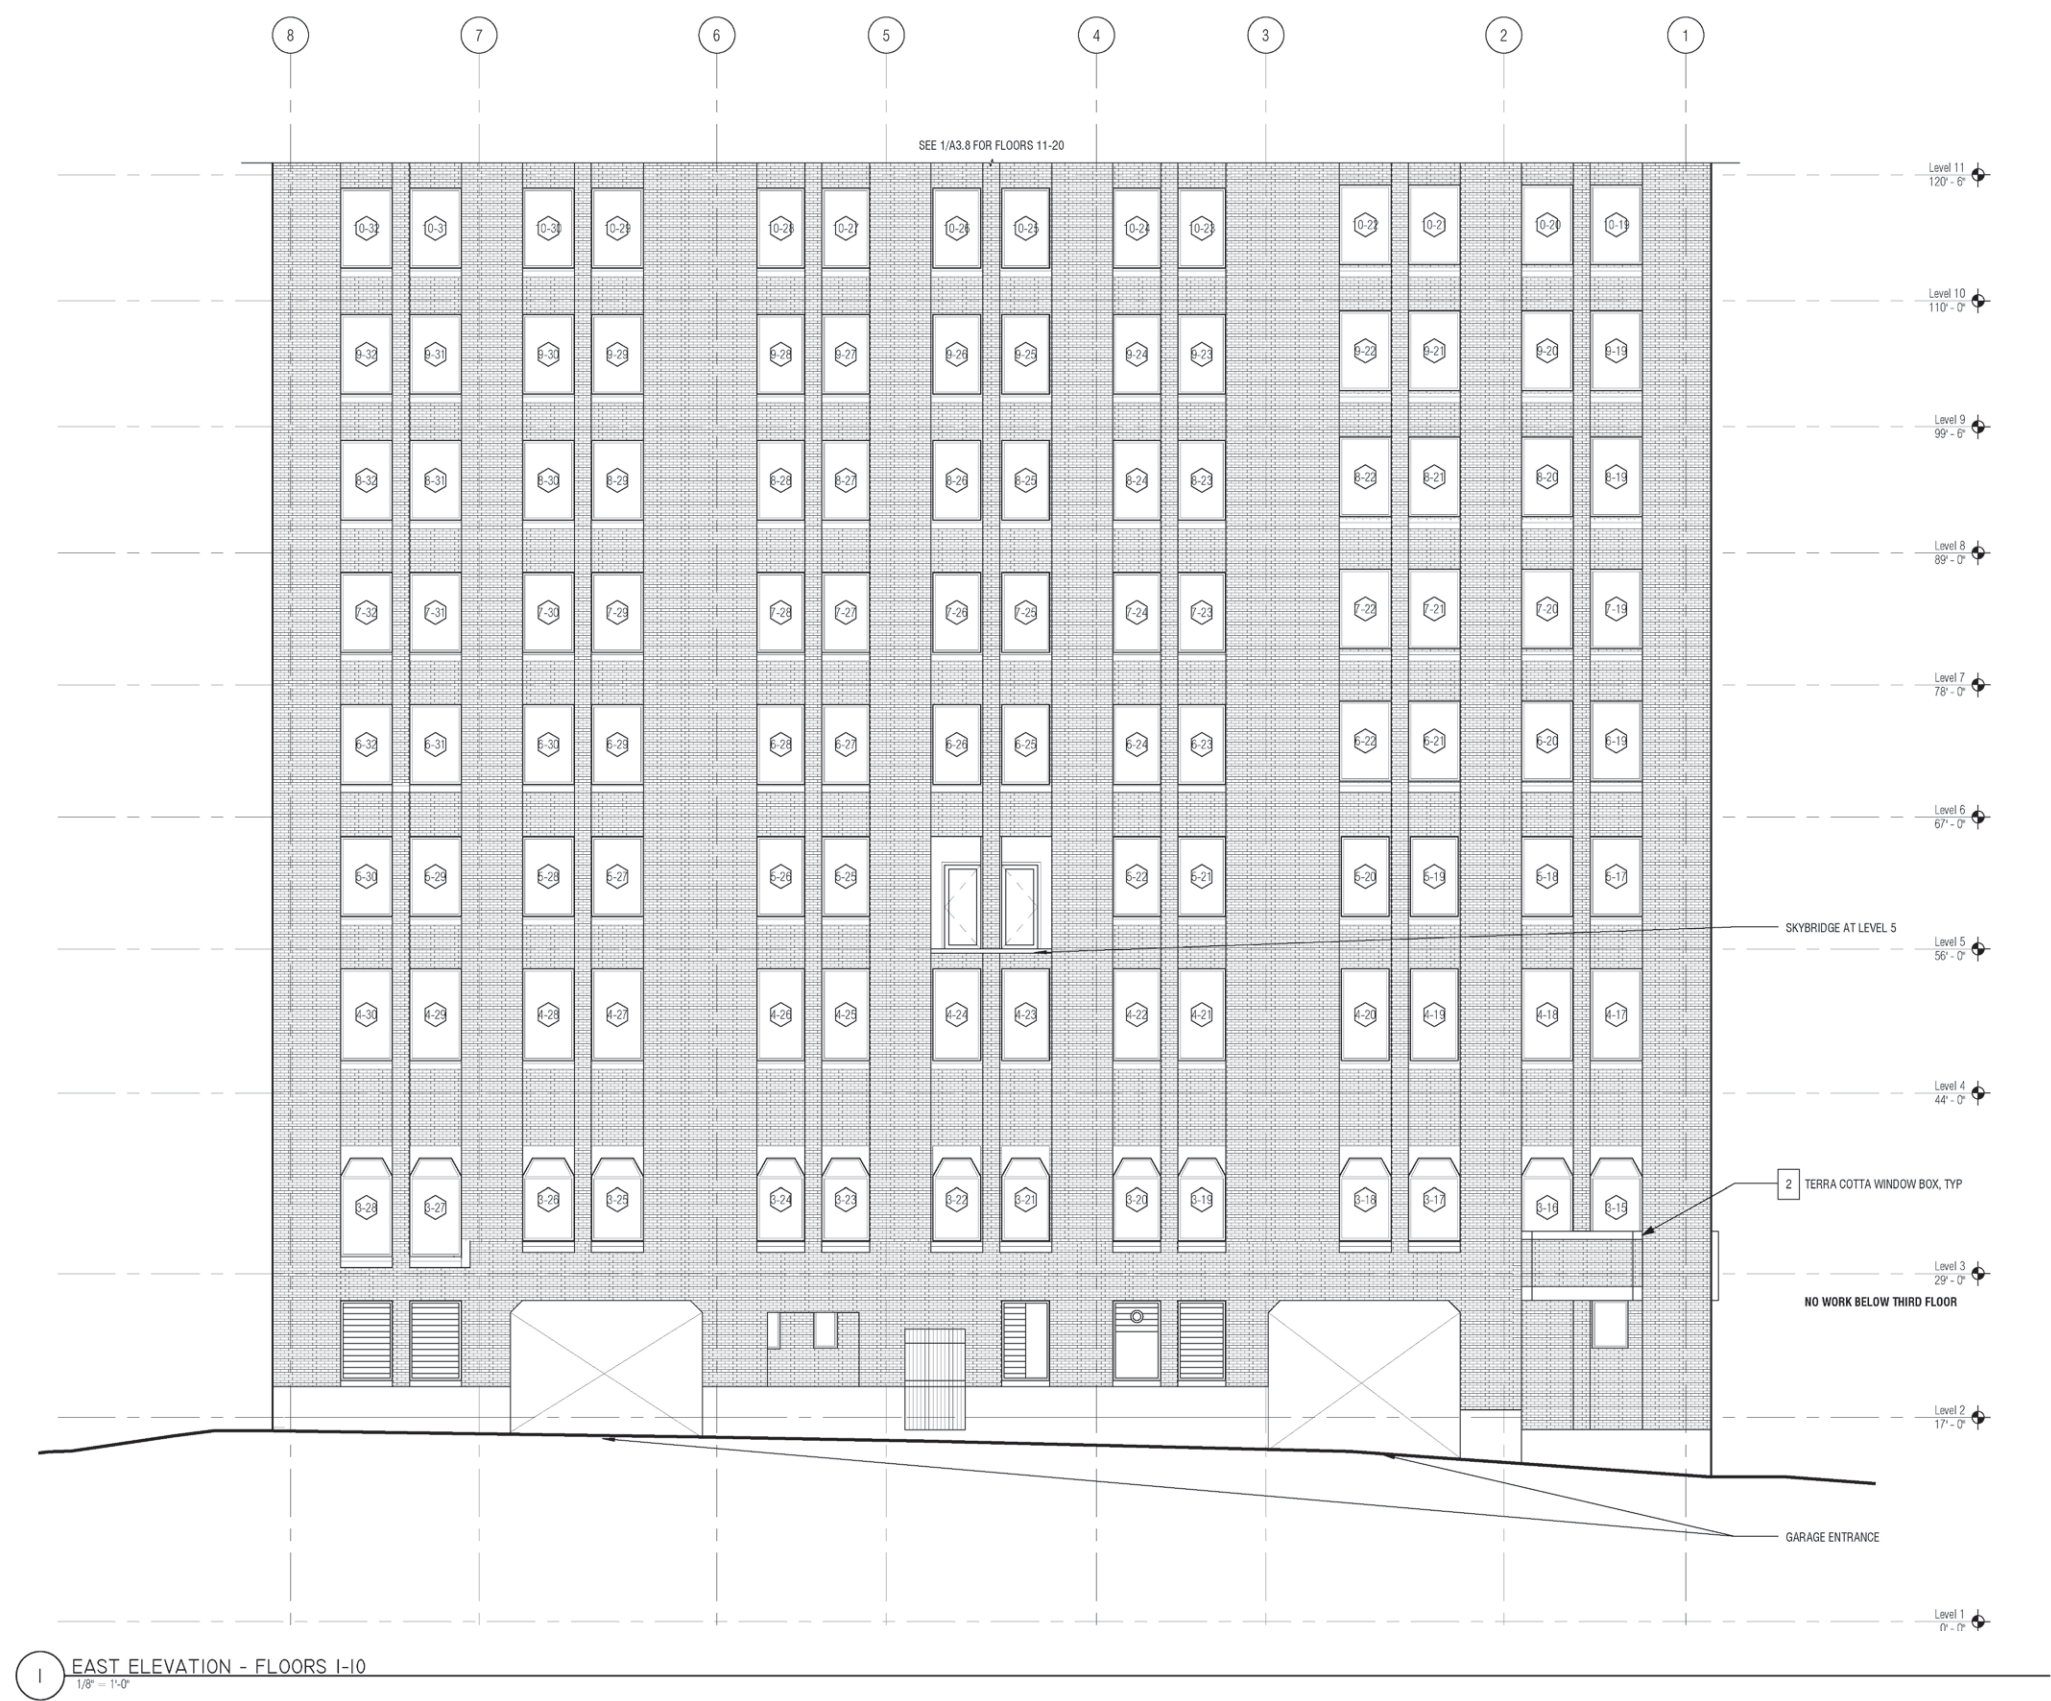 8 7 6 5 4 3 2 1
SEE 1/A3.8 FOR FLOORS 11-20
Level 11
120' - 6"
10-32 10-31 10-30 10-29 10-28 10-27 10-26 10-25 10-24 10-23 10-22 10-21 10-20 10-19
Level 10
110' - 0"
9-32 9-31 9-30 9-29 9-28 9-27 9-26 9-25 9-24 9-23 9-22 9-21 9-20 9-19
Level 9
99' - 6"
8-32 8-31 8-30 8-29 8-28 8-27 8-26 8-25 8-24 8-23 8-22 8-21 8-20 8-19
Level 8
89' - 0"
7-32 7-31 7-30 7-29 7-28 7-27 7-26 7-25 7-24 7-23 7-22 7-21 7-20 7-19
Level 7
78' - 0"
6-32 6-31 6-30 6-29 6-28 6-27 6-26 6-25 6-24 6-23 6-22 6-21 6-20 6-19
Level 6
67' - 0"
5-30 5-29 5-28 5-27 5-26 5-25 5-22 5-21 5-20 5-19 5-18 5-17
SKYBRIDGE AT LEVEL 5
Level 5
56' - 0"
4-30 4-29 4-28 4-27 4-26 4-25 4-24 4-23 4-22 4-21 4-20 4-19 4-18 4-17
Level 4
44' - 0"
2 TERRA COTTA WINDOW BOX, TYP
3-28 3-27 3-26 3-25 3-24 3-23 3-22 3-21 3-20 3-19 3-18 3-17 3-16 3-15
Level 3
29' - 0"
NO WORK BELOW THIRD FLOOR
Level 2
17' - 0"
GARAGE ENTRANCE
Level 1
0' - 0"
1 EAST ELEVATION - FLOORS 1-10
1/8" = 1'-0"